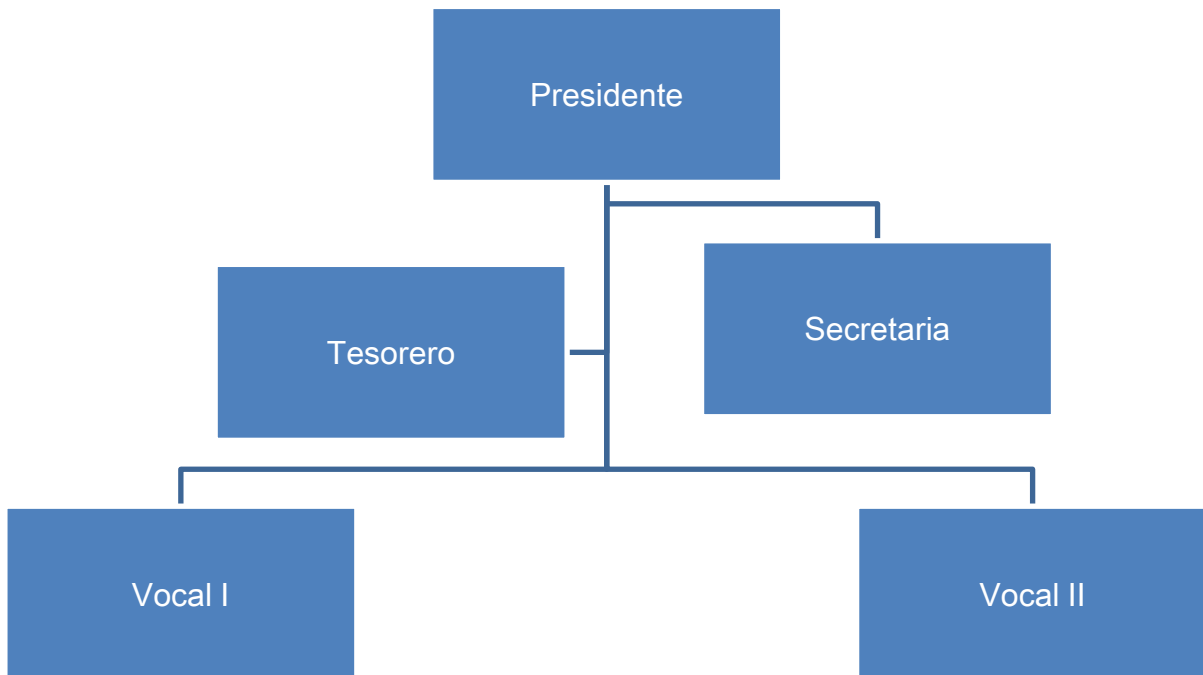 Presidente
Secretaria
Tesorero
Vocal I
Vocal II